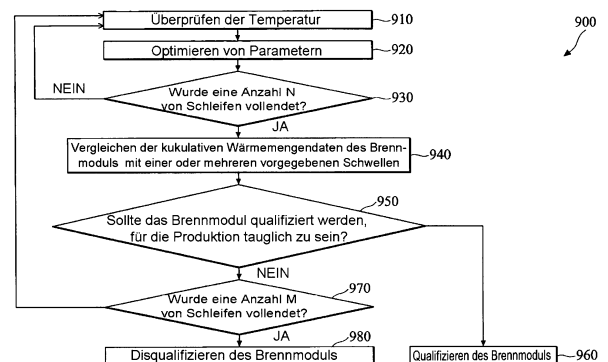 Überprüfen der Temperatur
910
900
Optimieren von Parametern
920
NEIN
Wurde eine Anzahl N
von Schleifen vollendet?
930
JA
Vergleichen der kukulativen Wärmemengendaten des Brenn-
moduls mit einer oder mehreren vorgegebenen Schwellen
940
950
Sollte das Brennmodul qualifiziert werden,
für die Produktion tauglich zu sein?
NEIN
970
Wurde eine Anzahl M
von Schleifen vollendet?
JA
980
Disqualifizieren des Brennmoduls
Qualifizieren des Brennmoduls
960